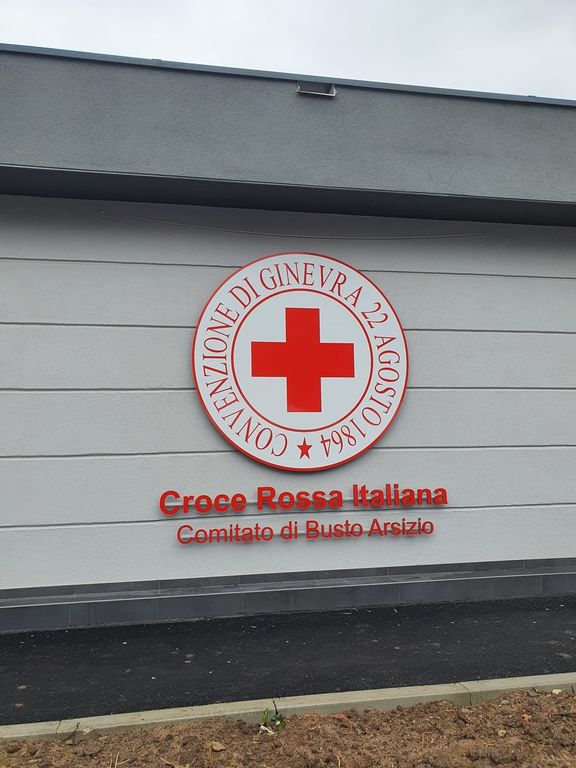 CONVENZIONE DI GINEVRA 22 AGOSTO 1864
Croce Rossa Italiana
Comitato di Busto Arsizio